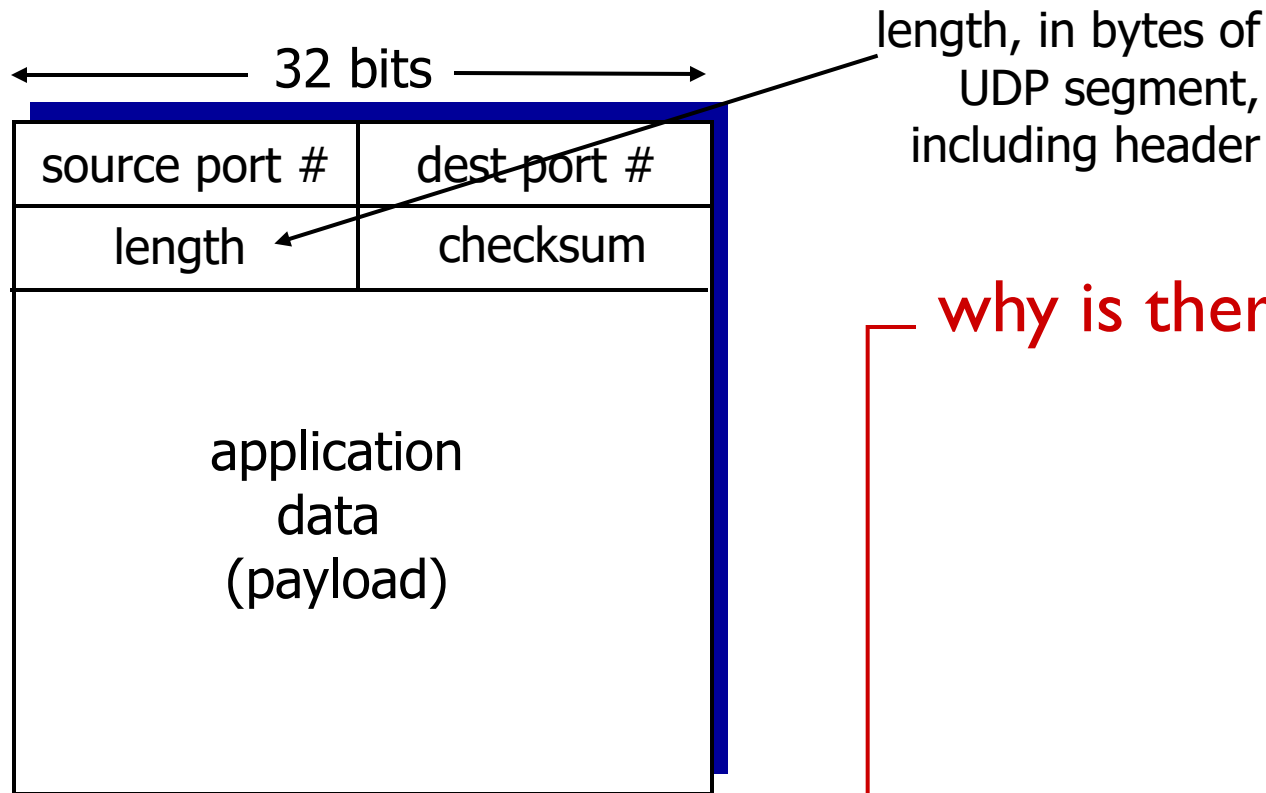 32 bits
length, in bytes of
UDP segment,
including header
source port #
dest port #
length
checksum
why is
application
data
(payload)